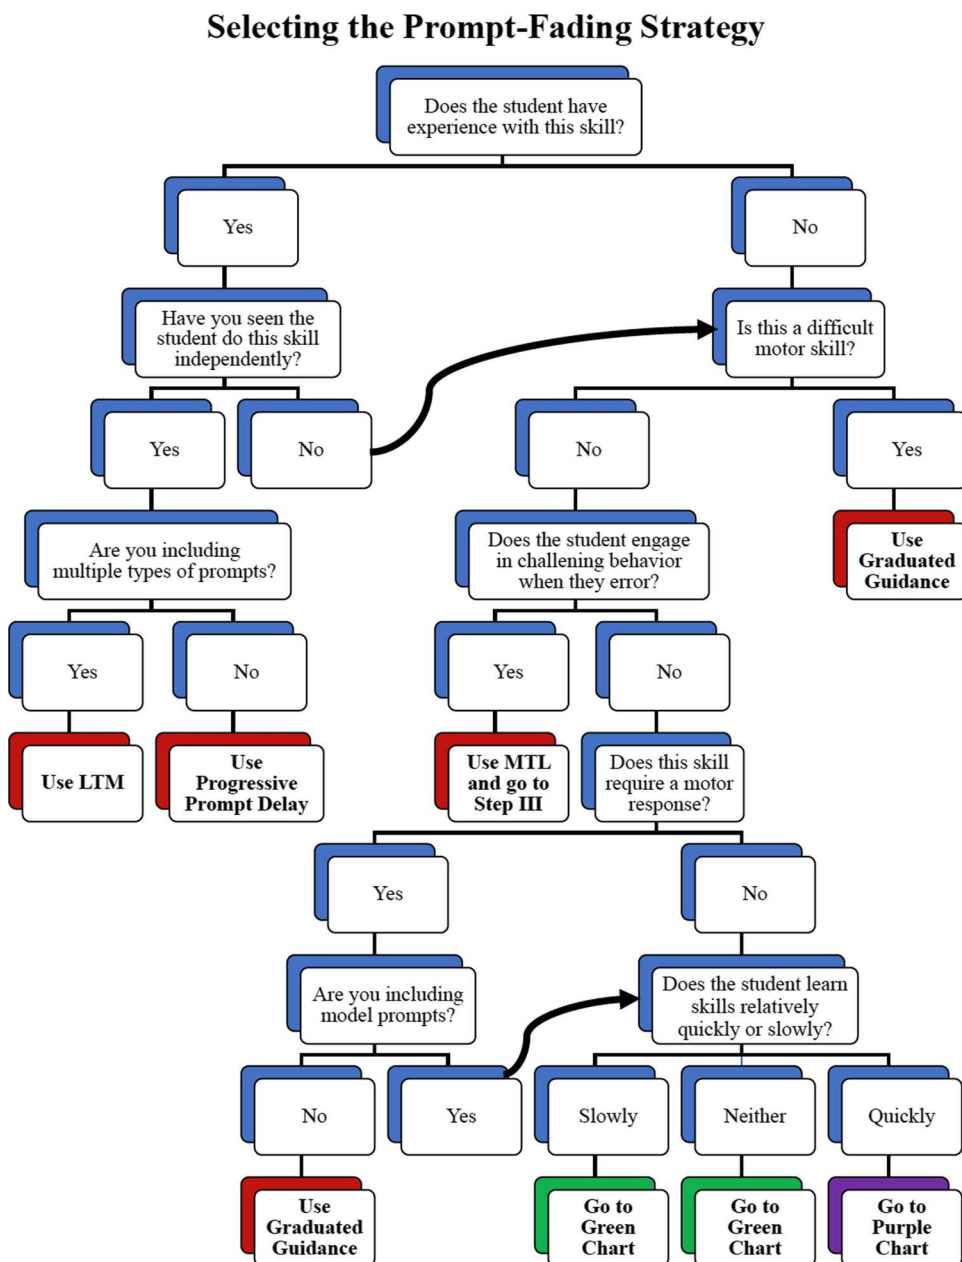 Selecting the Prompt-Fading Strategy
Does the student have
experience with this skill?
Yes
No
Have you seen the
student do this skill
independently?
Is this a difficult
motor skill?
Yes
No
No
Yes
Are you including
multiple types of prompts?
Does the student engage
in challening behavior
when they error?
Use
Graduated
Guidance
Yes
No
Yes
No
Use LTM
Use
Progressive
Prompt Delay
Use MTL
and go to
Step III
Does this skill
require a motor
response?
Yes
No
Are you including
model prompts?
Does the student learn
skills relatively
quickly or slowly?
No
Yes
Slowly
Neither
Quickly
Use
Graduated
Guidance
Go to
Green
Chart
Go to
Green
Chart
Go to
Purple
Chart